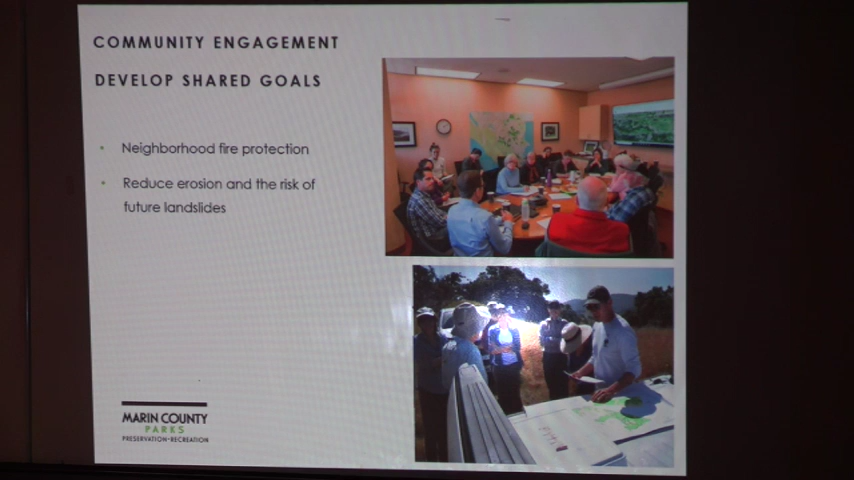 COMMUNITY ENGAGEMENT
DEVELOP SHARED GOALS
• Neighborhood fire protection
• Reduce erosion and the risk of
future landslides
MARIN COUNTY
PARKS
PRESERVATION•RECREATION